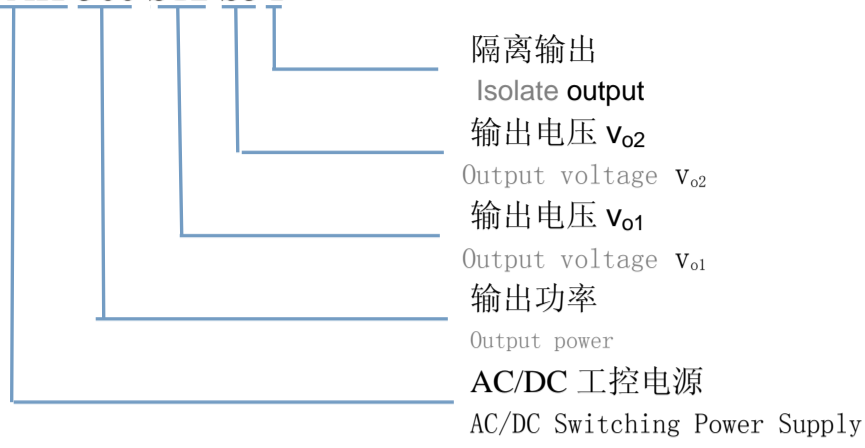 隔离输出
Isolate output
输出电压 vo2
Output voltage vo2
输出电压 vo1
Output voltage vo1
输出功率
Output power
AC/DC 工控电源
AC/DC Switching Power Supply